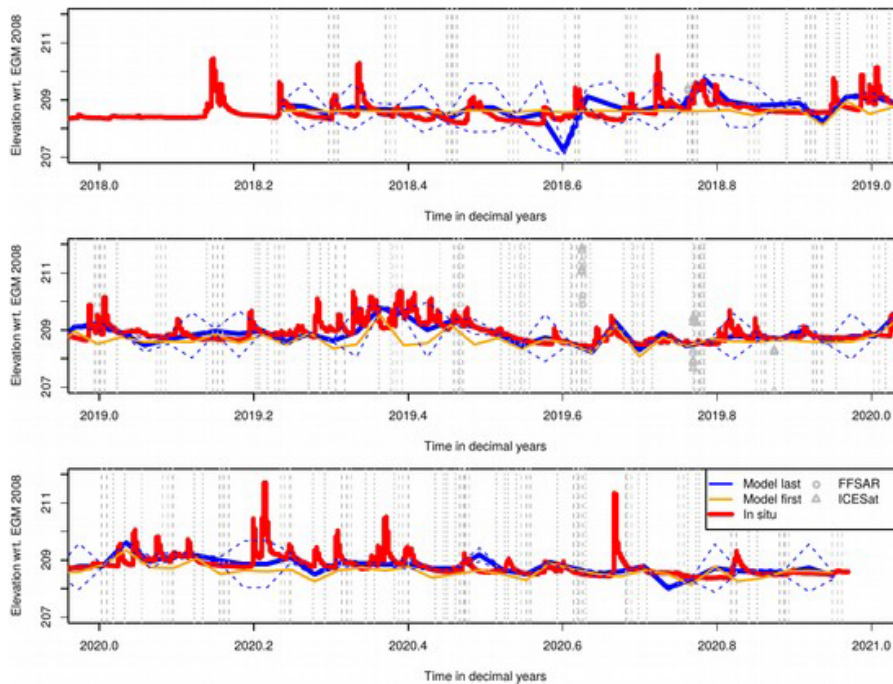 Elevation wrt. EGM 2008
207 209 211
2018.0 2018.2 2018.4 2018.6 2018.8 2019.0
Time in decimal years
Elevation wrt. EGM 2008
207 209 211
2019.0 2019.2 2019.4 2019.6 2019.8 2020.0
Time in decimal years
Elevation wrt. EGM 2008
207 209 211
Model last FFSAR
Model first ICESat
In situ
2020.0 2020.2 2020.4 2020.6 2020.8 2021.0
Time in decimal years